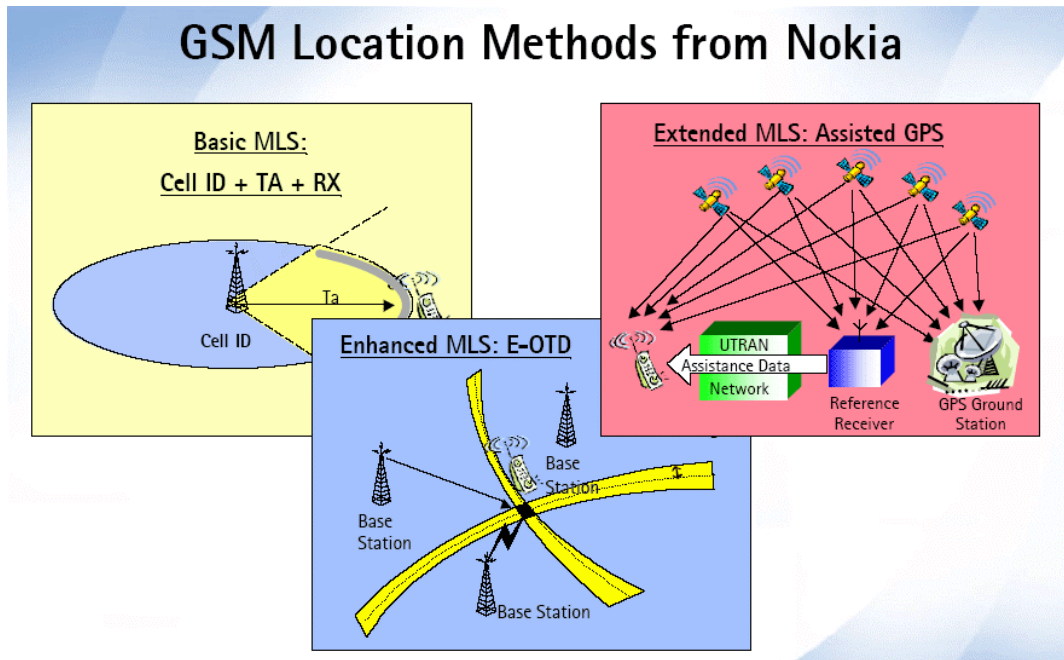 GSM Location Methods from Nokia
Basic MLS:
Cell ID + TA + RX
Ta
Cell ID
Enhanced MLS: E-OTD
Base
Station
Base
Station
Base Station
Extended MLS: Assisted GPS
UTRAN
Assistance Data
Network
Reference
Receiver
GPS Ground
Station